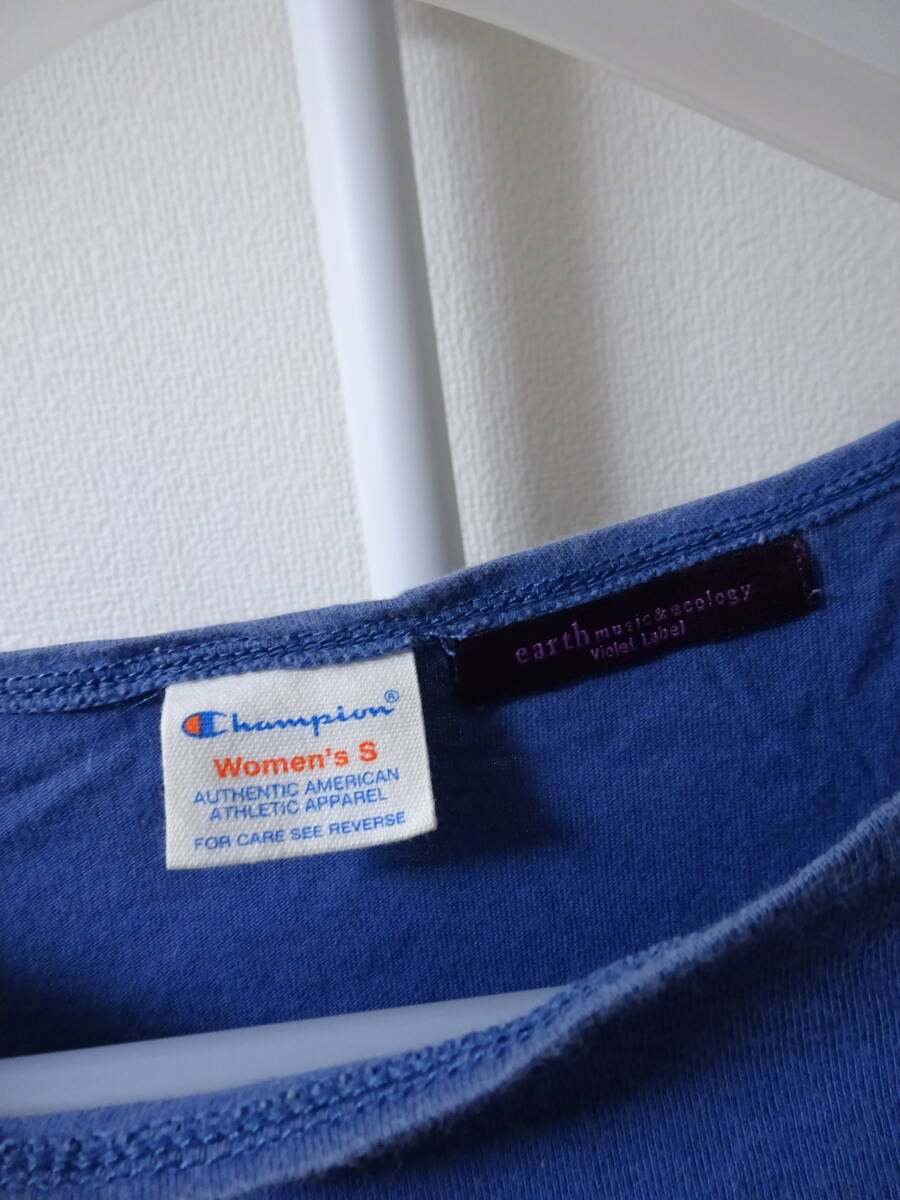 Champion®
Women's S
AUTHENTIC AMERICAN
ATHLETIC APPAREL
FOR CARE SEE REVERSE
earth music&ecology
Violet Label